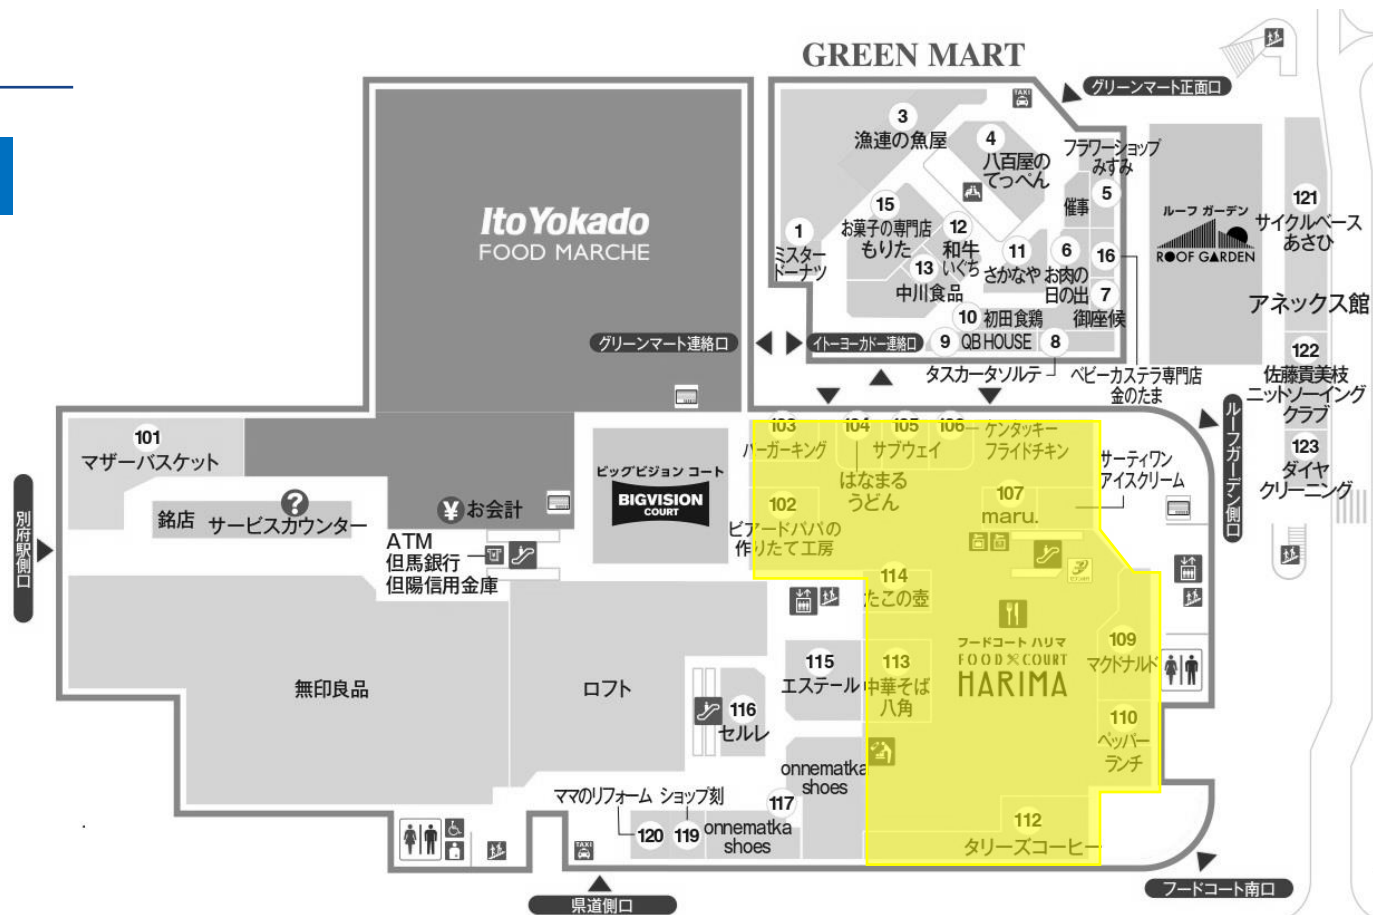 GREEN MART
グリーンマート正面口
TAXI
3
漁連の魚屋
4
八百屋の
てっぺん
フラワーショップ
みすみ
5
催事
15
お菓子の専門店
もりた
12
和牛
いぐち
1
ミスター
ドーナツ
13
中川食品
11
さかなや
6
お肉の
日の出
16
7
御座候
10
初田食鶏
9
QB HOUSE
8
タスカータソルテ
ベビーカステラ専門店
金のたま
ルーフ ガーデン
ROOF GARDEN
121
サイクルベース
あさひ
アネックス館
122
佐藤貴美枝
ニットソーイング
クラブ
123
ダイヤ
クリーニング
Ito Yokado
FOOD MARCHE
グリーンマート連絡口
イトーヨーカドー連絡口
ルーフガーデン側口
101
マザーバスケット
?
銘店
サービスカウンター
¥
お会計
ATM
但馬銀行
但陽信用金庫
別府駅側口
ビッグビジョン コート
BIGVISION
COURT
103
バーガーキング
104
はなまる
うどん
105
サブウェイ
106
ケンタッキー
フライドチキン
サーティワン
アイスクリーム
107
maru.
102
ビアードパパの
作りたて工房
114
たこの壺
フードコート ハリマ
FOOD COURT
HARIMA
109
マクドナルド
110
ペッパー
ランチ
113
中華そば
八角
115
エステール
116
セルレ
無印良品
ロフト
onnematka
shoes
117
ママのリフォーム
ショップ刻
120
119
onnematka
shoes
112
タリーズコーヒー
TAXI
県道側口
フードコート南口